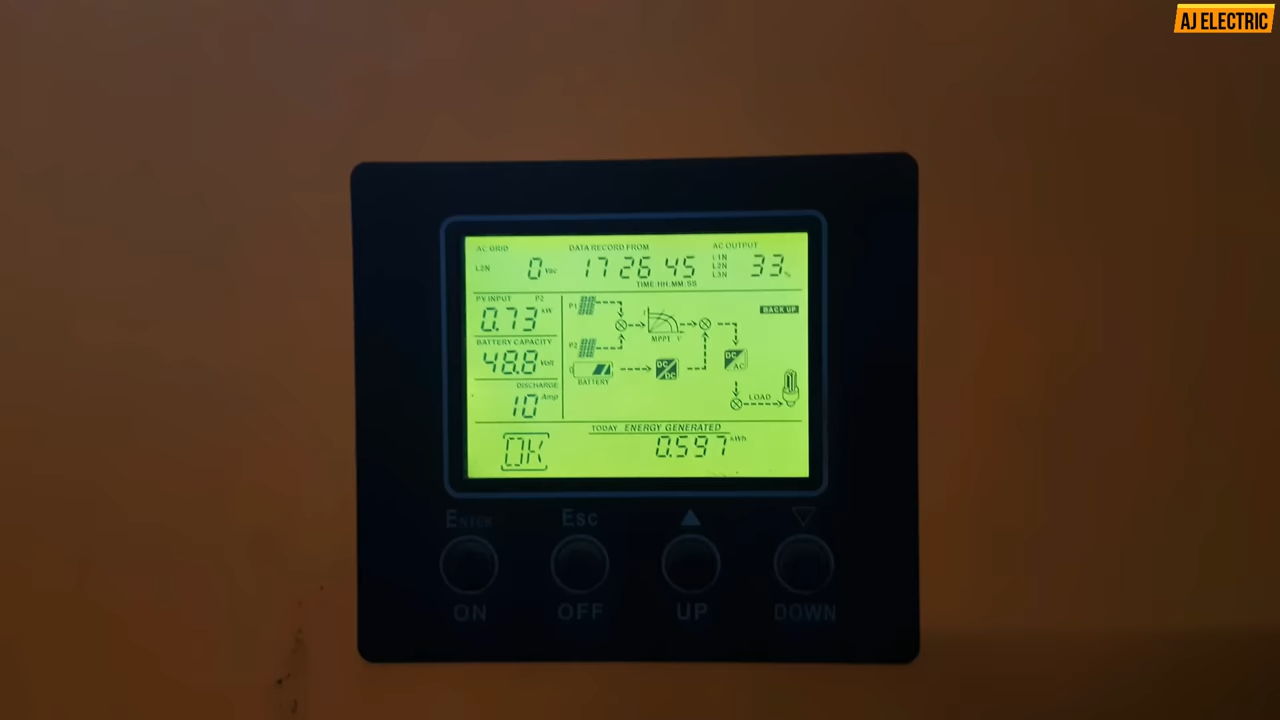 AJ ELECTRIC
AC GRID DATA RECORD FROM AC OUTPUT
L2N 0 Vac 17 26 45 L1N L2N L3N 33 %
TIME:HH:MM:SS
PV INPUT P2
0.73 kW
P1
BACK UP
BATTERY CAPACITY
48.8 Volt
MPPT V
P2
DC DC
DC AC
BATTERY
DISCHARGE
10 Amp
LOAD
TODAY ENERGY GENERATED
OK 0.597 kWh
ENTER Esc
ON OFF UP DOWN